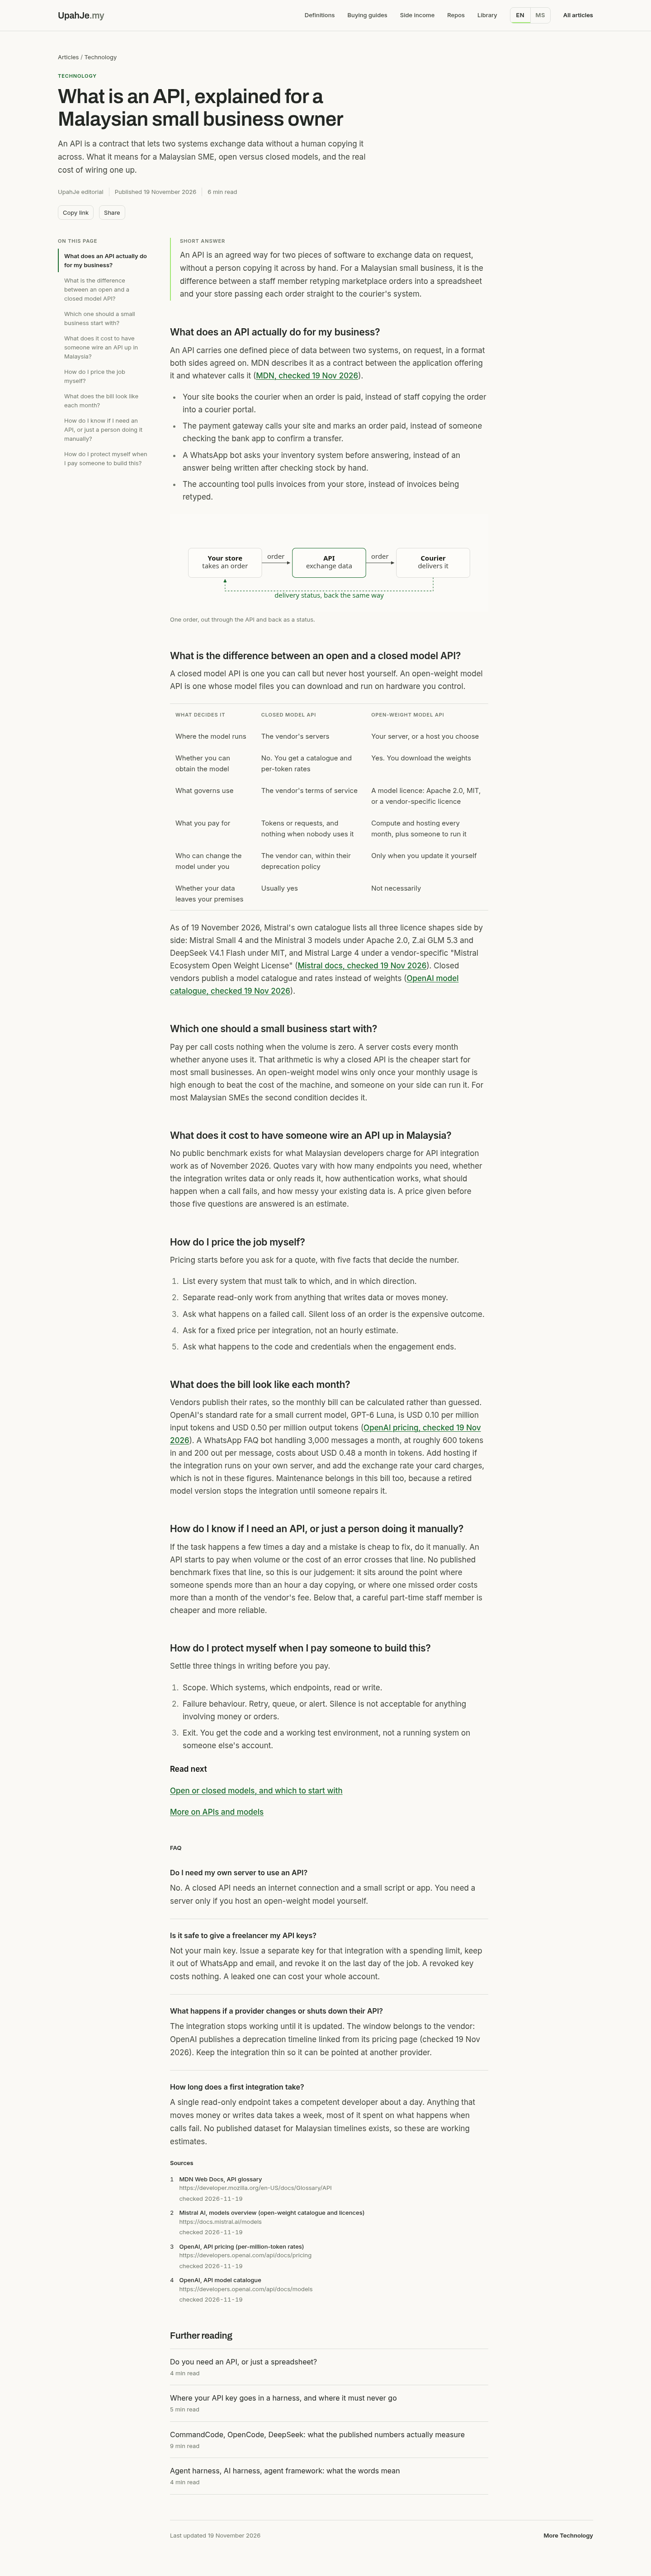 UpahJe.my
Definitions
Buying guides
Side income
Repos
Library
EN
MS
All articles
Articles / Technology
TECHNOLOGY
What is an API, explained for a
Malaysian small business owner
An API is a contract that lets two systems exchange data without a human copying it
across. What it means for a Malaysian SME, open versus closed models, and the real
cost of wiring one up.
UpahJe editorial
Published 19 November 2026
6 min read
Copy link
Share
ON THIS PAGE
What does an API actually do
for my business?
What is the difference
between an open and a
closed model API?
Which one should a small
business start with?
What does it cost to have
someone wire an API up in
Malaysia?
How do I price the job
myself?
What does the bill look like
each month?
How do I know if I need an
API, or just a person doing it
manually?
How do I protect myself when
I pay someone to build this?
SHORT ANSWER
An API is an agreed way for two pieces of software to exchange data on request,
without a person copying it across by hand. For a Malaysian small business, it is the
difference between a staff member retyping marketplace orders into a spreadsheet
and your store passing each order straight to the courier's system.
What does an API actually do for my business?
An API carries one defined piece of data between two systems, on request, in a format
both sides agreed on. MDN describes it as a contract between the application offering
it and whatever calls it (MDN, checked 19 Nov 2026).
• Your site books the courier when an order is paid, instead of staff copying the order
into a courier portal.
• The payment gateway calls your site and marks an order paid, instead of someone
checking the bank app to confirm a transfer.
• A WhatsApp bot asks your inventory system before answering, instead of an
answer being written after checking stock by hand.
• The accounting tool pulls invoices from your store, instead of invoices being
retyped.
Your store
takes an order
order
API
exchange data
order
Courier
delivers it
delivery status, back the same way
One order, out through the API and back as a status.
What is the difference between an open and a closed model API?
A closed model API is one you can call but never host yourself. An open-weight model
API is one whose model files you can download and run on hardware you control.
WHAT DECIDES IT
CLOSED MODEL API
OPEN-WEIGHT MODEL API
Where the model runs
The vendor's servers
Your server, or a host you choose
Whether you can
obtain the model
No. You get a catalogue and
per-token rates
Yes. You download the weights
What governs use
The vendor's terms of service
A model licence: Apache 2.0, MIT,
or a vendor-specific licence
What you pay for
Tokens or requests, and
nothing when nobody uses it
Compute and hosting every
month, plus someone to run it
Who can change the
model under you
The vendor can, within their
deprecation policy
Only when you update it yourself
Whether your data
leaves your premises
Usually yes
Not necessarily
As of 19 November 2026, Mistral's own catalogue lists all three licence shapes side by
side: Mistral Small 4 and the Ministral 3 models under Apache 2.0, Z.ai GLM 5.3 and
DeepSeek V4.1 Flash under MIT, and Mistral Large 4 under a vendor-specific "Mistral
Ecosystem Open Weight License" (Mistral docs, checked 19 Nov 2026). Closed
vendors publish a model catalogue and rates instead of weights (OpenAI model
catalogue, checked 19 Nov 2026).
Which one should a small business start with?
Pay per call costs nothing when the volume is zero. A server costs every month
whether anyone uses it. That arithmetic is why a closed API is the cheaper start for
most small businesses. An open-weight model wins only once your monthly usage is
high enough to beat the cost of the machine, and someone on your side can run it. For
most Malaysian SMEs the second condition decides it.
What does it cost to have someone wire an API up in Malaysia?
No public benchmark exists for what Malaysian developers charge for API integration
work as of November 2026. Quotes vary with how many endpoints you need, whether
the integration writes data or only reads it, how authentication works, what should
happen when a call fails, and how messy your existing data is. A price given before
those five questions are answered is an estimate.
How do I price the job myself?
Pricing starts before you ask for a quote, with five facts that decide the number.
1. List every system that must talk to which, and in which direction.
2. Separate read-only work from anything that writes data or moves money.
3. Ask what happens on a failed call. Silent loss of an order is the expensive outcome.
4. Ask for a fixed price per integration, not an hourly estimate.
5. Ask what happens to the code and credentials when the engagement ends.
What does the bill look like each month?
Vendors publish their rates, so the monthly bill can be calculated rather than guessed.
OpenAI's standard rate for a small current model, GPT-6 Luna, is USD 0.10 per million
input tokens and USD 0.50 per million output tokens (OpenAI pricing, checked 19 Nov
2026). A WhatsApp FAQ bot handling 3,000 messages a month, at roughly 600 tokens
in and 200 out per message, costs about USD 0.48 a month in tokens. Add hosting if
the integration runs on your own server, and add the exchange rate your card charges,
which is not in these figures. Maintenance belongs in this bill too, because a retired
model version stops the integration until someone repairs it.
How do I know if I need an API, or just a person doing it manually?
If the task happens a few times a day and a mistake is cheap to fix, do it manually. An
API starts to pay when volume or the cost of an error crosses that line. No published
benchmark fixes that line, so this is our judgement: it sits around the point where
someone spends more than an hour a day copying, or where one missed order costs
more than a month of the vendor's fee. Below that, a careful part-time staff member is
cheaper and more reliable.
How do I protect myself when I pay someone to build this?
Settle three things in writing before you pay.
1. Scope. Which systems, which endpoints, read or write.
2. Failure behaviour. Retry, queue, or alert. Silence is not acceptable for anything
involving money or orders.
3. Exit. You get the code and a working test environment, not a running system on
someone else's account.
Read next
Open or closed models, and which to start with
More on APIs and models
FAQ
Do I need my own server to use an API?
No. A closed API needs an internet connection and a small script or app. You need a
server only if you host an open-weight model yourself.
Is it safe to give a freelancer my API keys?
Not your main key. Issue a separate key for that integration with a spending limit, keep
it out of WhatsApp and email, and revoke it on the last day of the job. A revoked key
costs nothing. A leaked one can cost your whole account.
What happens if a provider changes or shuts down their API?
The integration stops working until it is updated. The window belongs to the vendor:
OpenAI publishes a deprecation timeline linked from its pricing page (checked 19 Nov
2026). Keep the integration thin so it can be pointed at another provider.
How long does a first integration take?
A single read-only endpoint takes a competent developer about a day. Anything that
moves money or writes data takes a week, most of it spent on what happens when
calls fail. No published dataset for Malaysian timelines exists, so these are working
estimates.
Sources
1 MDN Web Docs, API glossary
https://developer.mozilla.org/en-US/docs/Glossary/API
checked 2026-11-19
2 Mistral AI, models overview (open-weight catalogue and licences)
https://docs.mistral.ai/models
checked 2026-11-19
3 OpenAI, API pricing (per-million-token rates)
https://developers.openai.com/api/docs/pricing
checked 2026-11-19
4 OpenAI, API model catalogue
https://developers.openai.com/api/docs/models
checked 2026-11-19
Further reading
Do you need an API, or just a spreadsheet?
4 min read
Where your API key goes in a harness, and where it must never go
5 min read
CommandCode, OpenCode, DeepSeek: what the published numbers actually measure
9 min read
Agent harness, AI harness, agent framework: what the words mean
4 min read
Last updated 19 November 2026
More Technology